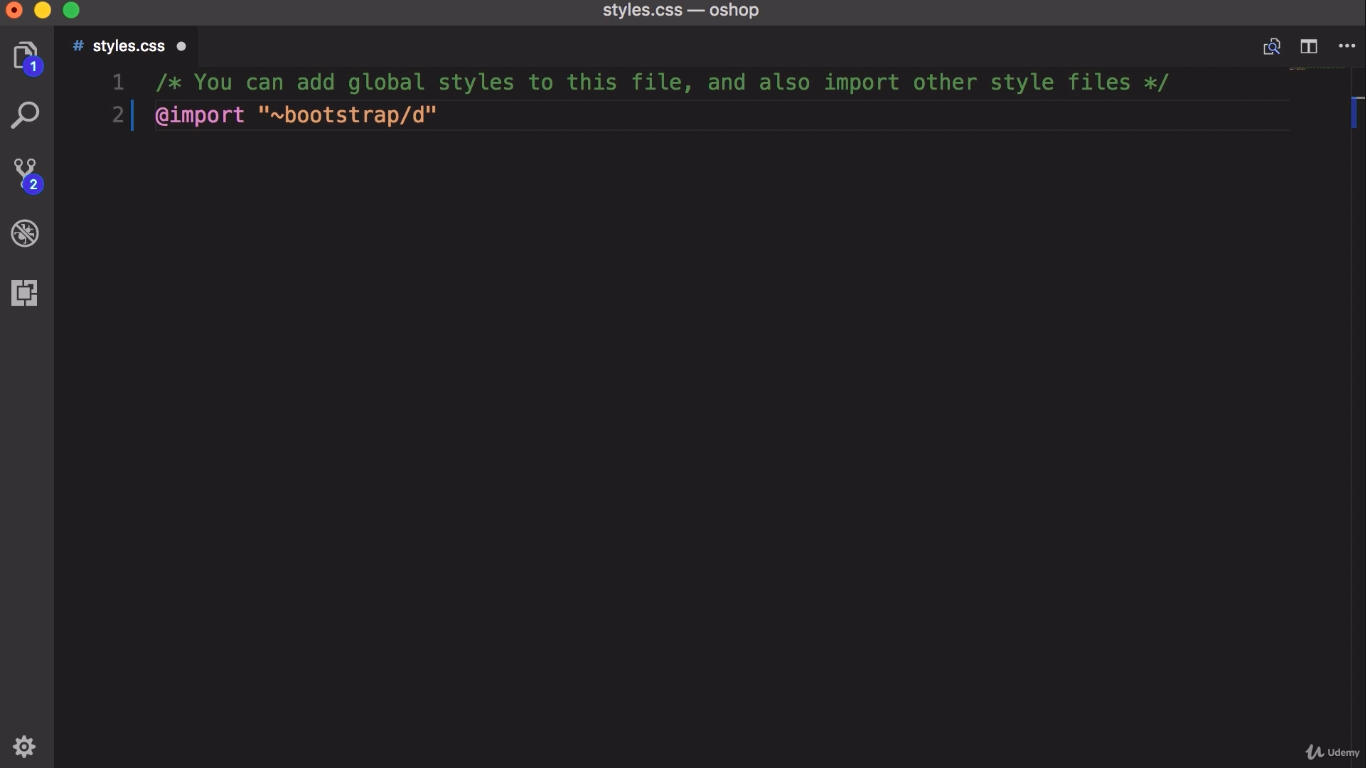 styles.css — oshop
# styles.css
1
1 /* You can add global styles to this file, and also import other style files */
2 @import "~bootstrap/d"
2
Udemy